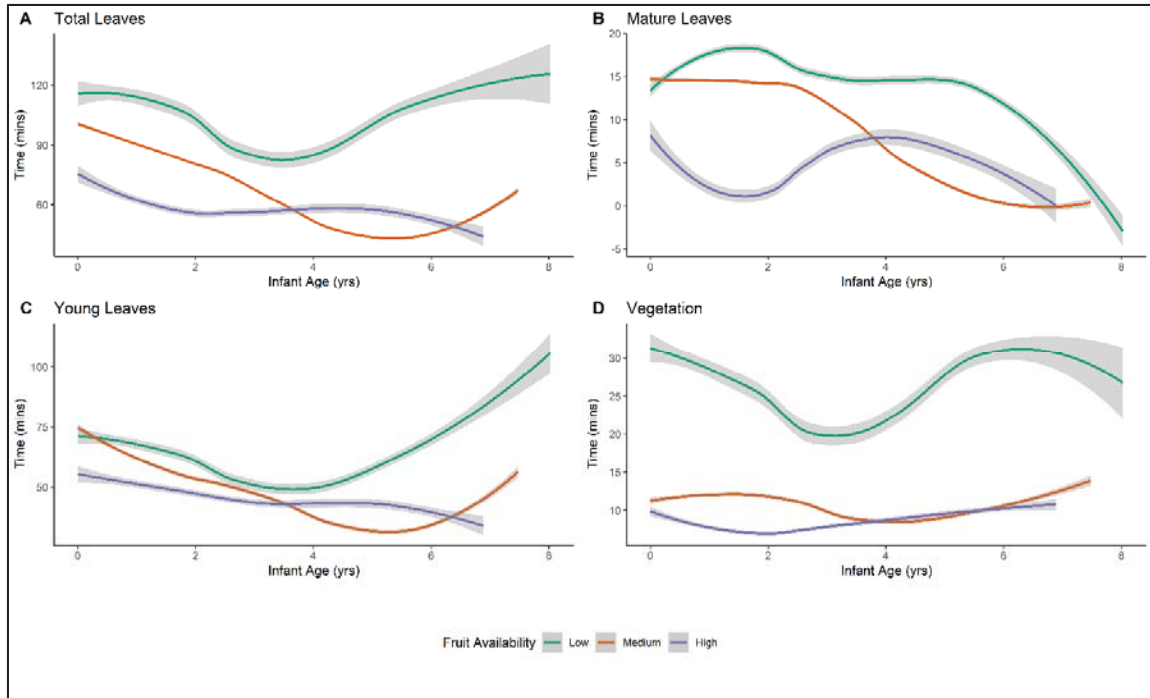 A Total Leaves
120
90
60
Time (mins)
0 2 4 6 8
Infant Age (yrs)
B Mature Leaves
20
15
10
5
0
-5
Time (mins)
0 2 4 6 8
Infant Age (yrs)
C Young Leaves
100
75
50
Time (mins)
0 2 4 6 8
Infant Age (yrs)
D Vegetation
30
25
20
15
10
Time (mins)
0 2 4 6 8
Infant Age (yrs)
Fruit Availability Low Medium High